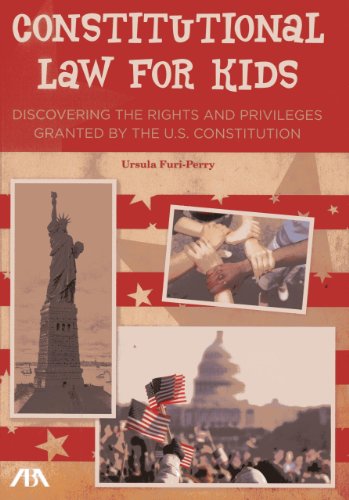 CONSTITUTIONAL
LAW FOR KIDS
DISCOVERING THE RIGHTS AND PRIVILEGES
GRANTED BY THE U.S. CONSTITUTION
Ursula Furi-Perry
ABA